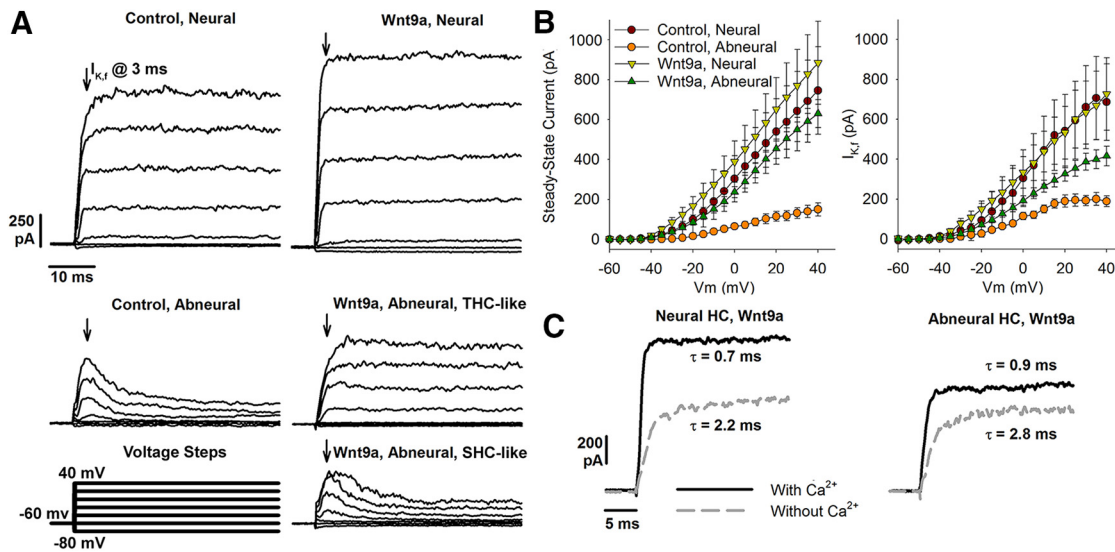 A
Control, Neural
I K,f @ 3 ms
250 pA
10 ms
Wnt9a, Neural
Control, Abneural
Wnt9a, Abneural, THC-like
Voltage Steps
40 mV
-60 mv
-80 mV
Wnt9a, Abneural, SHC-like
B
Steady-State Current (pA)
1000
800
600
400
200
0
-60 -40 -20 0 20 40
Vm (mV)
Control, Neural
Control, Abneural
Wnt9a, Neural
Wnt9a, Abneural
I K,f (pA)
1000
800
600
400
200
0
-60 -40 -20 0 20 40
Vm (mV)
C
Neural HC, Wnt9a
τ = 0.7 ms
τ = 2.2 ms
200 pA
5 ms
Abneural HC, Wnt9a
τ = 0.9 ms
τ = 2.8 ms
With Ca²⁺
Without Ca²⁺